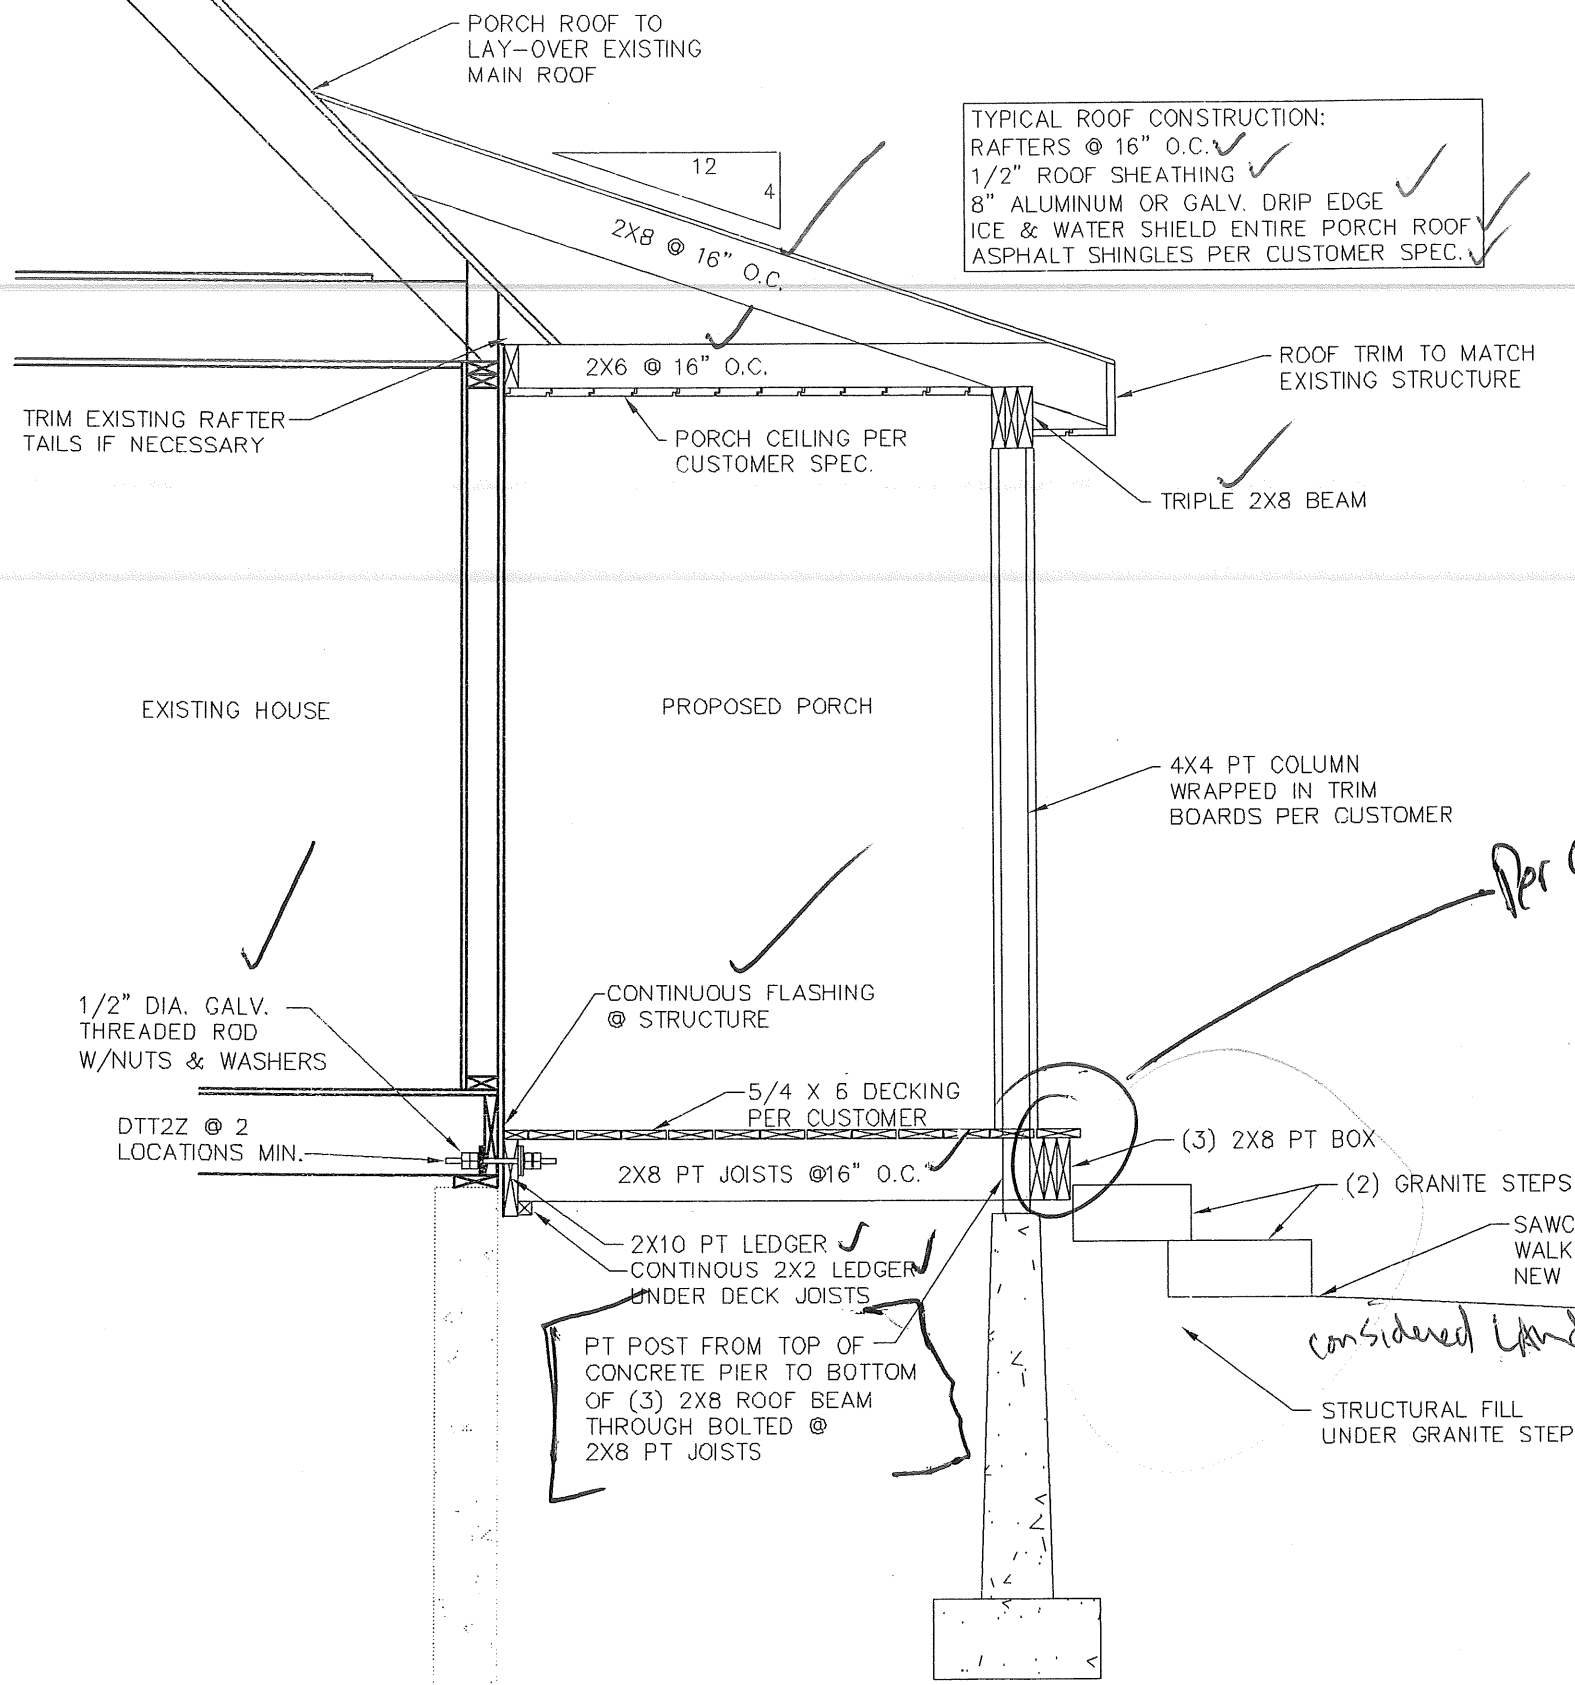 PORCH ROOF TO
LAY-OVER EXISTING
MAIN ROOF
TYPICAL ROOF CONSTRUCTION:
RAFTERS @ 16" O.C.
1/2" ROOF SHEATHING
8" ALUMINUM OR GALV. DRIP EDGE
ICE & WATER SHIELD ENTIRE PORCH ROOF
ASPHALT SHINGLES PER CUSTOMER SPEC.
12
4
2X8 @ 16" O.C.
2X6 @ 16" O.C.
ROOF TRIM TO MATCH
EXISTING STRUCTURE
TRIM EXISTING RAFTER
TAILS IF NECESSARY
PORCH CEILING PER
CUSTOMER SPEC.
TRIPLE 2X8 BEAM
EXISTING HOUSE
PROPOSED PORCH
4X4 PT COLUMN
WRAPPED IN TRIM
BOARDS PER CUSTOMER
Per
1/2" DIA. GALV.
THREADED ROD
W/NUTS & WASHERS
CONTINUOUS FLASHING
@ STRUCTURE
5/4 X 6 DECKING
PER CUSTOMER
DTT2Z @ 2
LOCATIONS MIN.
(3) 2X8 PT BOX
2X8 PT JOISTS @16" O.C.
(2) GRANITE STEPS
SAWC
WALK
NEW
2X10 PT LEDGER
CONTINOUS 2X2 LEDGER
UNDER DECK JOISTS
considered
PT POST FROM TOP OF
CONCRETE PIER TO BOTTOM
OF (3) 2X8 ROOF BEAM
THROUGH BOLTED @
2X8 PT JOISTS
STRUCTURAL FILL
UNDER GRANITE STEP